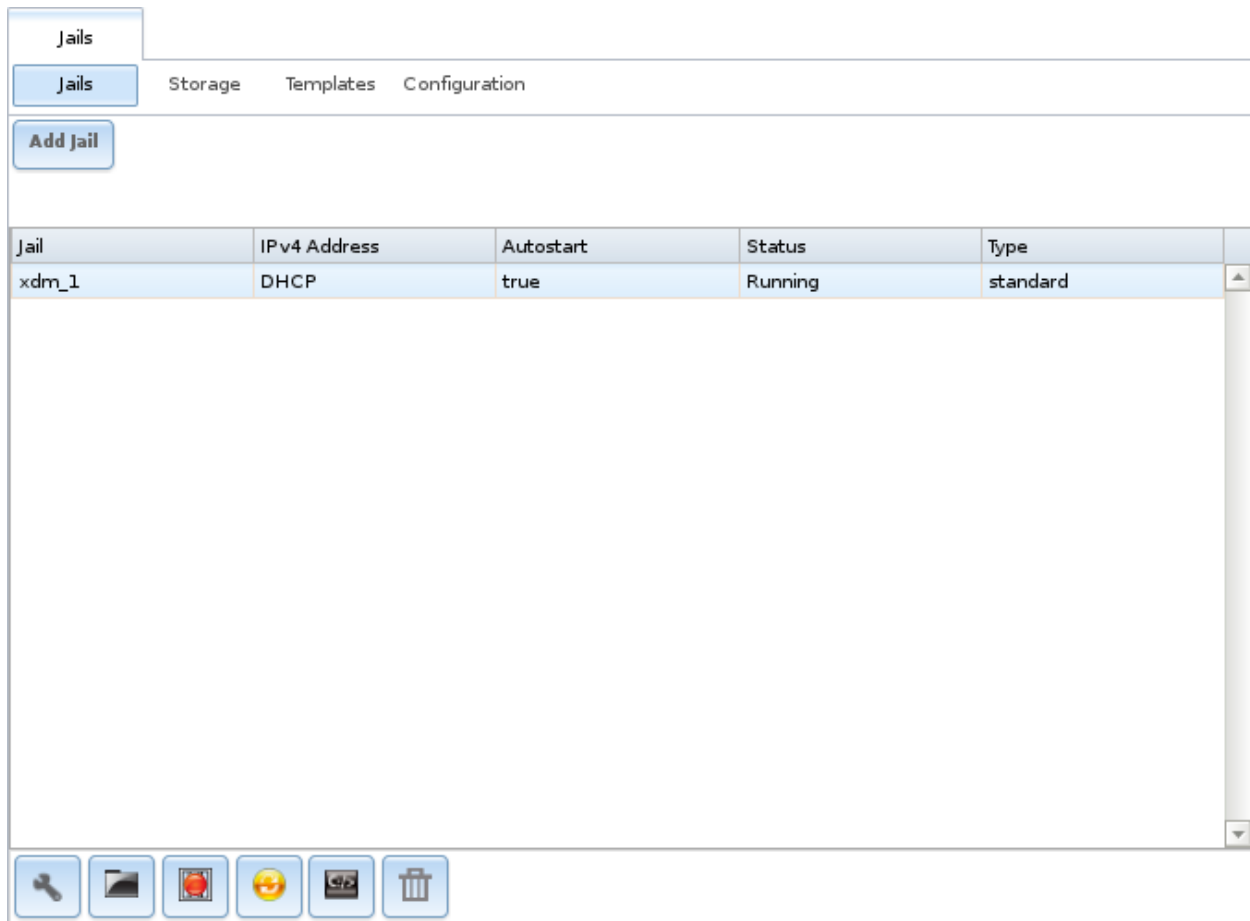 Jails
Jails Storage Templates Configuration
Add Jail
Jail IPv4 Address Autostart Status Type
xdm_1 DHCP true Running standard